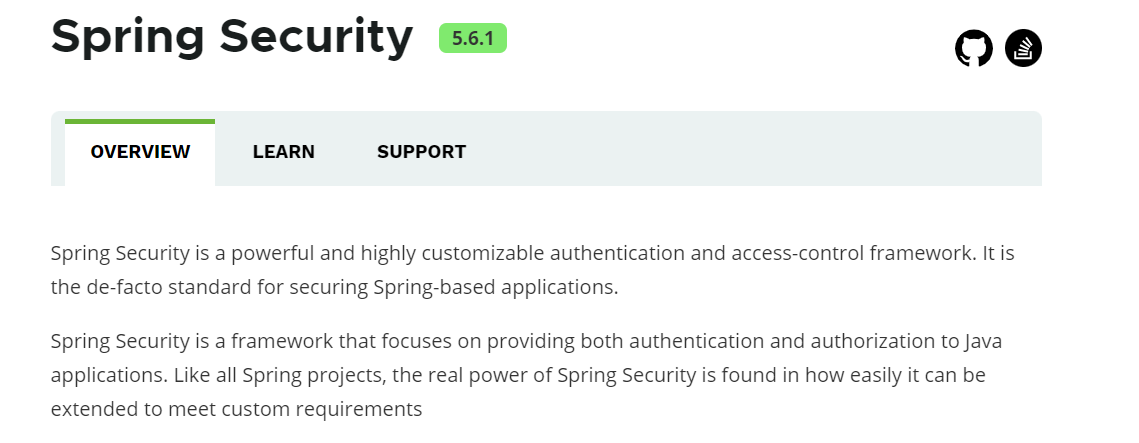 Spring Security 5.6.1
OVERVIEW LEARN SUPPORT
Spring Security is a powerful and highly customizable authentication and access-control framework. It is
the de-facto standard for securing Spring-based applications.
Spring Security is a framework that focuses on providing both authentication and authorization to Java
applications. Like all Spring projects, the real power of Spring Security is found in how easily it can be
extended to meet custom requirements